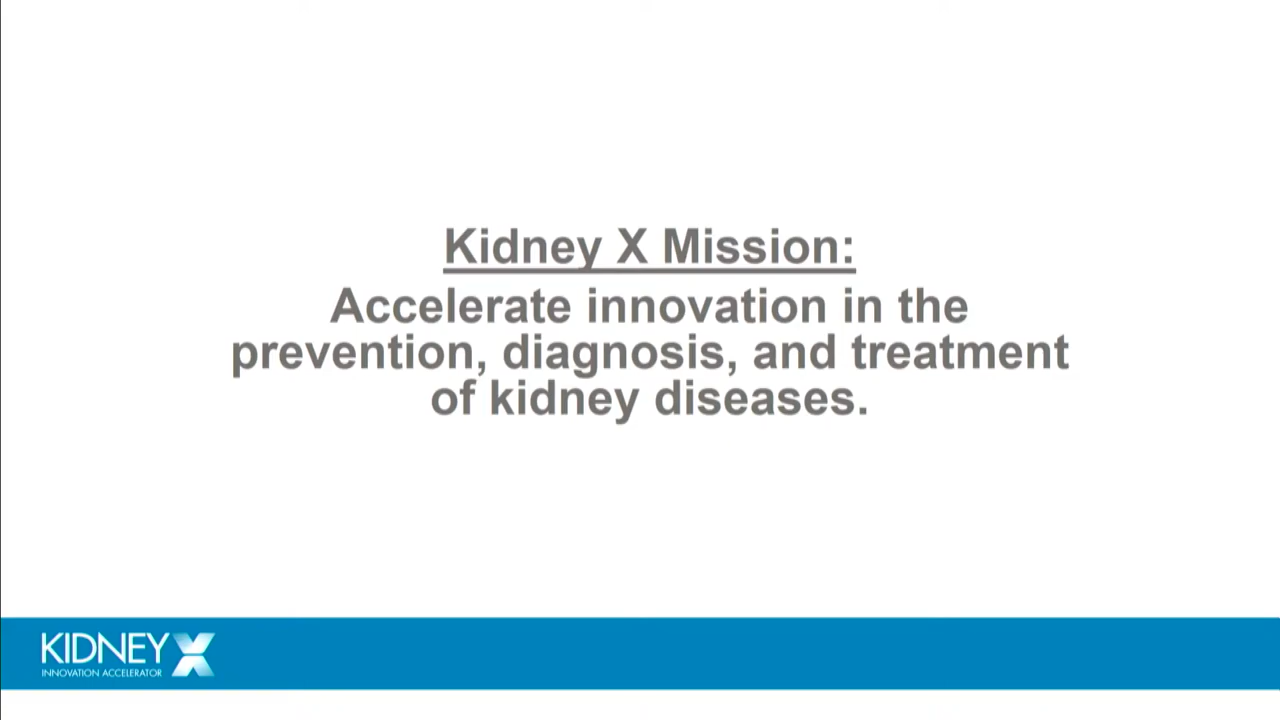 Kidney X Mission:
Accelerate innovation in the
prevention, diagnosis, and treatment
of kidney diseases.
KIDNEY X
INNOVATION ACCELERATOR